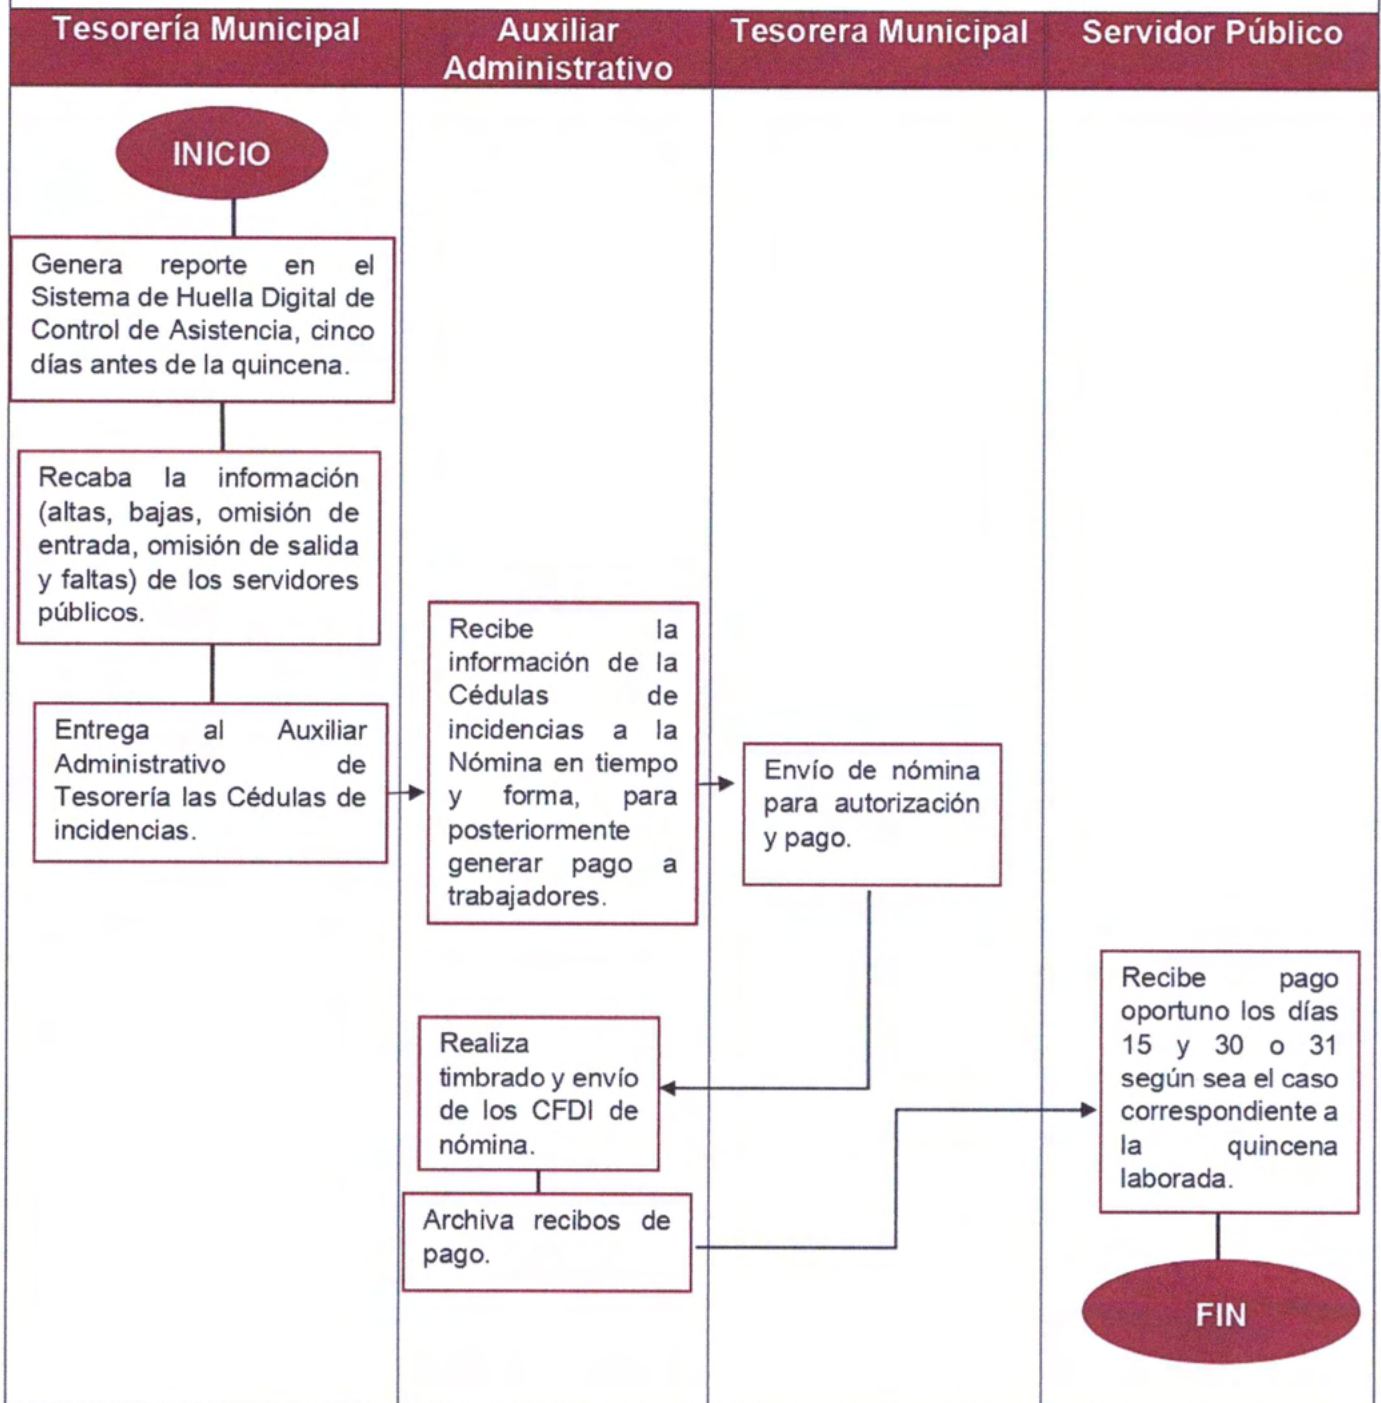 Tesorería Municipal
Auxiliar
Administrativo
Tesorera Municipal
Servidor Público
INICIO
Genera reporte en el
Sistema de Huella Digital de
Control de Asistencia, cinco
días antes de la quincena.
Recaba la información
(altas, bajas, omisión de
entrada, omisión de salida
y faltas) de los servidores
públicos.
Entrega al Auxiliar
Administrativo de
Tesorería las Cédulas de
incidencias.
Recibe la
información de la
Cédulas de
incidencias a la
Nómina en tiempo
y forma, para
posteriormente
generar pago a
trabajadores.
Envío de nómina
para autorización
y pago.
Realiza
timbrado y envío
de los CFDI de
nómina.
Archiva recibos de
pago.
Recibe pago
oportuno los días
15 y 30 o 31
según sea el caso
correspondiente a
la quincena
laborada.
FIN